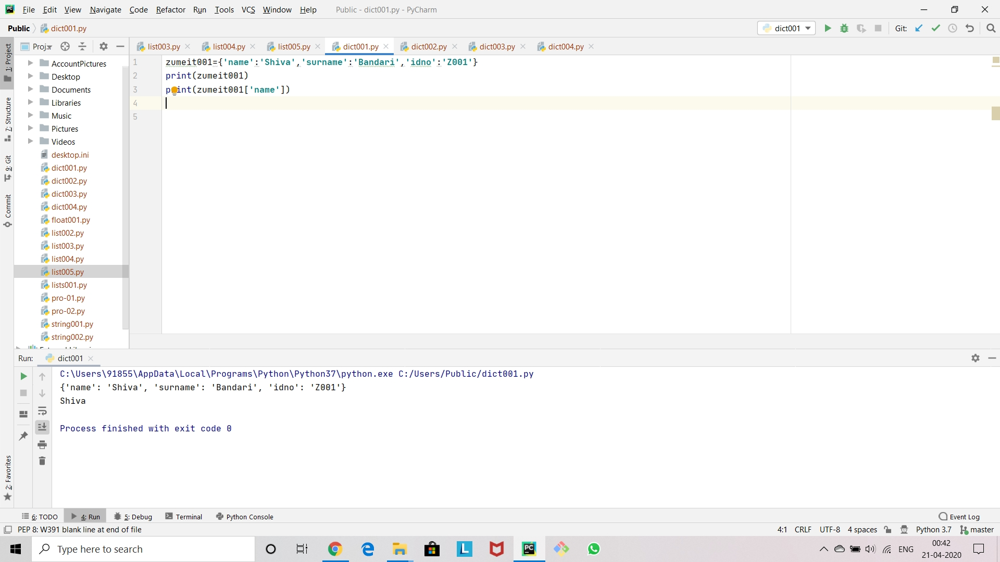 File Edit View Navigate Code Refactor Run Tools VCS Window Help Public - dict001.py - PyCharm
Public dict001.py dict001 Git:
Proj... list003.py list004.py list005.py dict001.py dict002.py dict003.py dict004.py
1: Project
7: Structure
9: Git
Commit
2: Favorites
AccountPictures
Desktop
Documents
Libraries
Music
Pictures
Videos
desktop.ini
dict001.py
dict002.py
dict003.py
dict004.py
float001.py
list002.py
list003.py
list004.py
list005.py
lists001.py
pro-01.py
pro-02.py
string001.py
string002.py
1 zumeit001={'name':'Shiva','surname':'Bandari','idno':'Z001'}
2 print(zumeit001)
3 print(zumeit001['name'])
4
5
Run: dict001
C:\Users\91855\AppData\Local\Programs\Python\Python37\python.exe C:/Users/Public/dict001.py
{'name': 'Shiva', 'surname': 'Bandari', 'idno': 'Z001'}
Shiva
Process finished with exit code 0
6: TODO 4: Run 5: Debug Terminal Python Console Event Log
PEP 8: W391 blank line at end of file 4:1 CRLF UTF-8 4 spaces Python 3.7 master
Type here to search ENG 00:42
21-04-2020